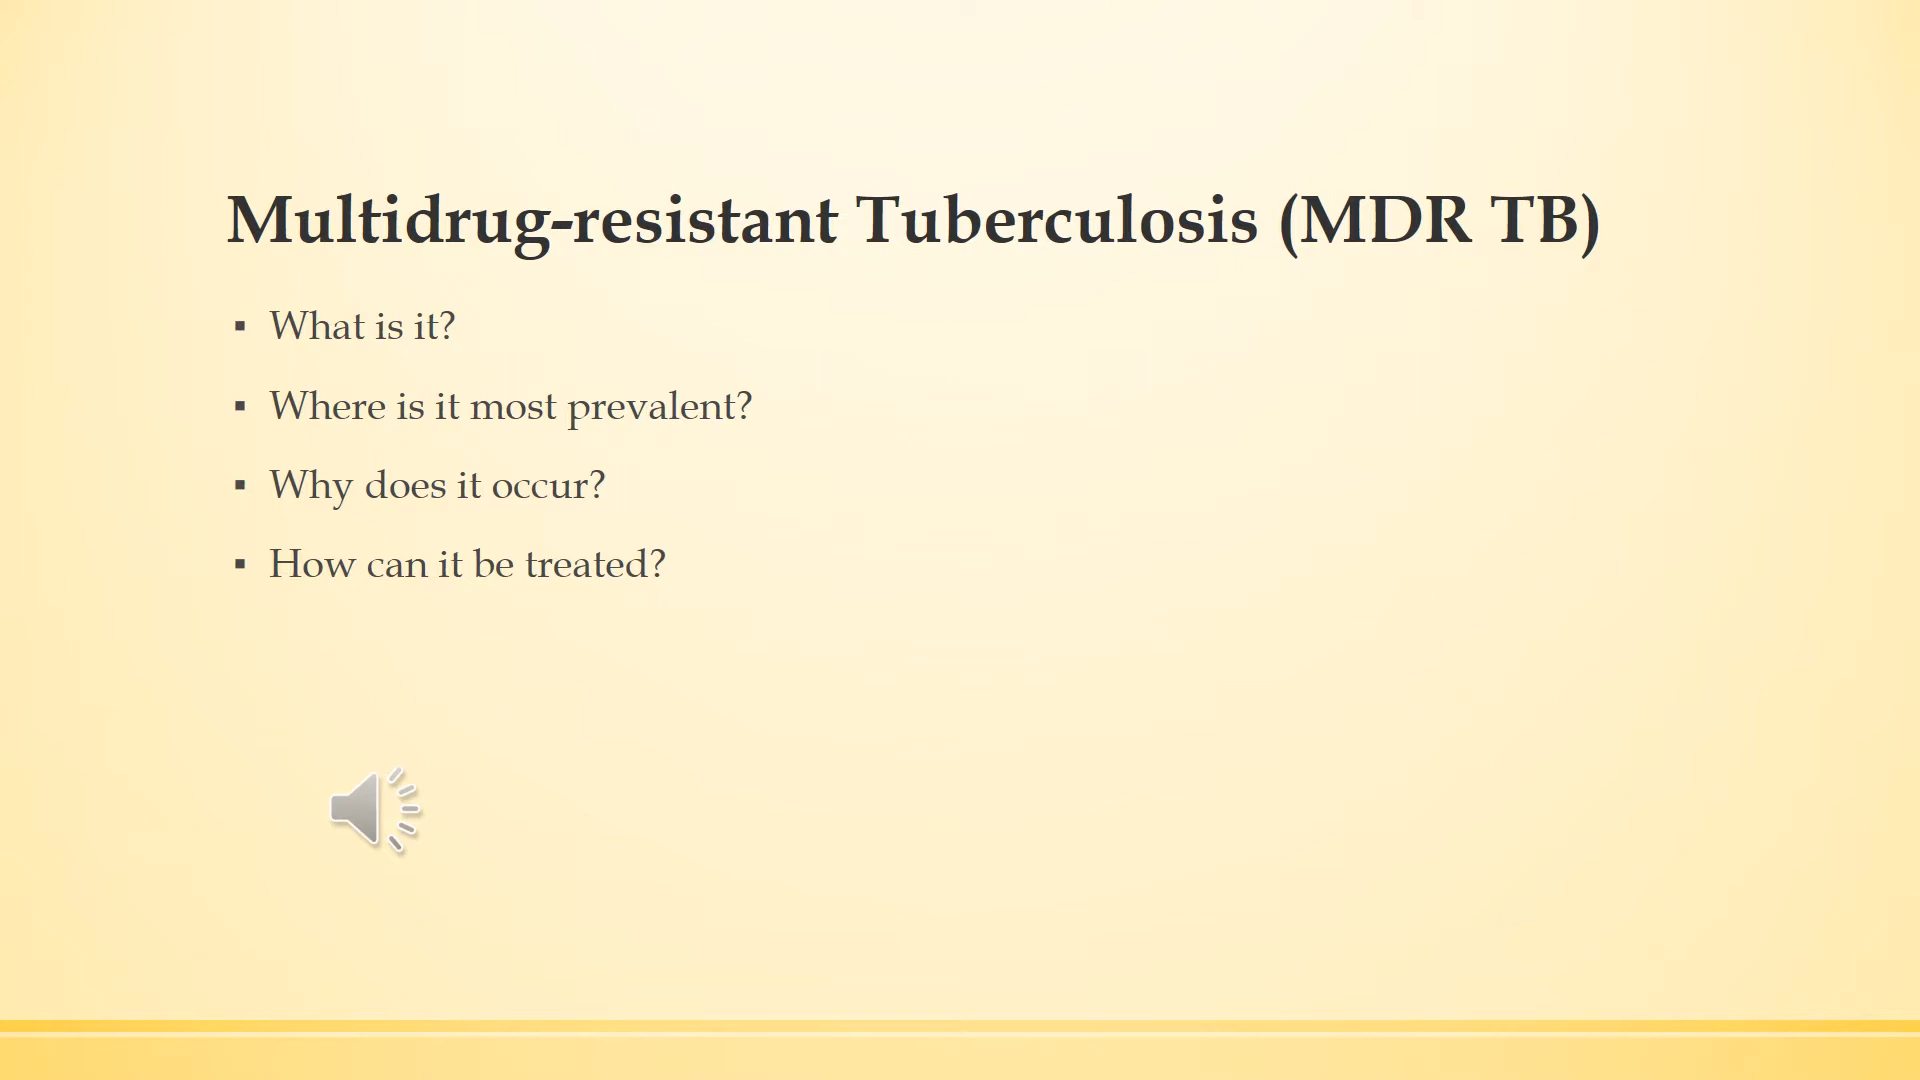 Multidrug-resistant Tuberculosis (MDR TB)
▪ What is it?
▪ Where is it most prevalent?
▪ Why does it occur?
▪ How can it be treated?